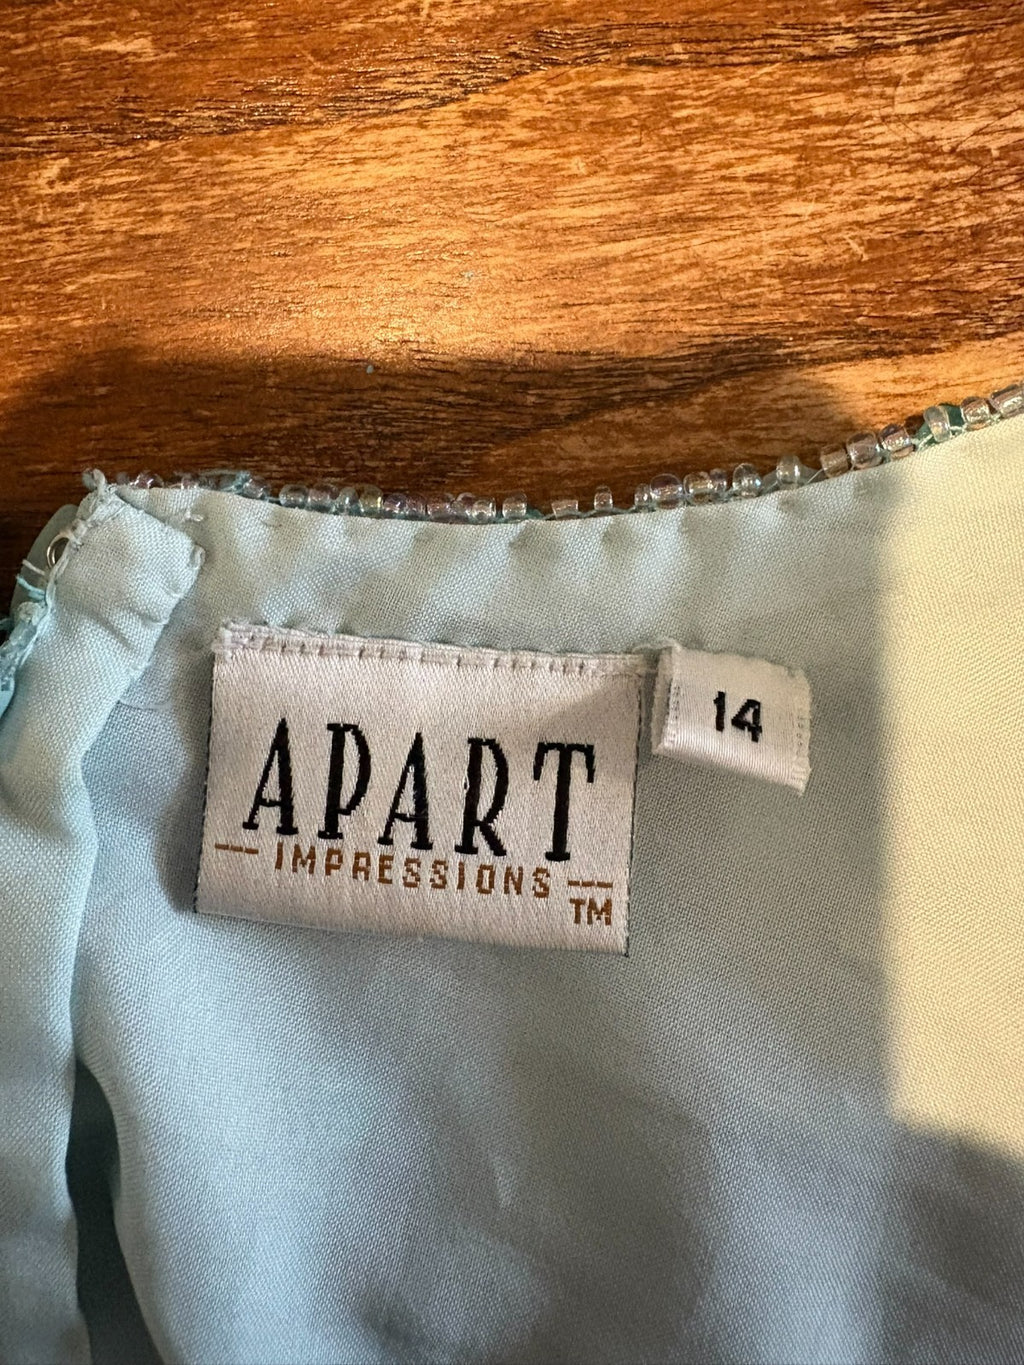 APART
--- IMPRESSIONS ---
TM
14